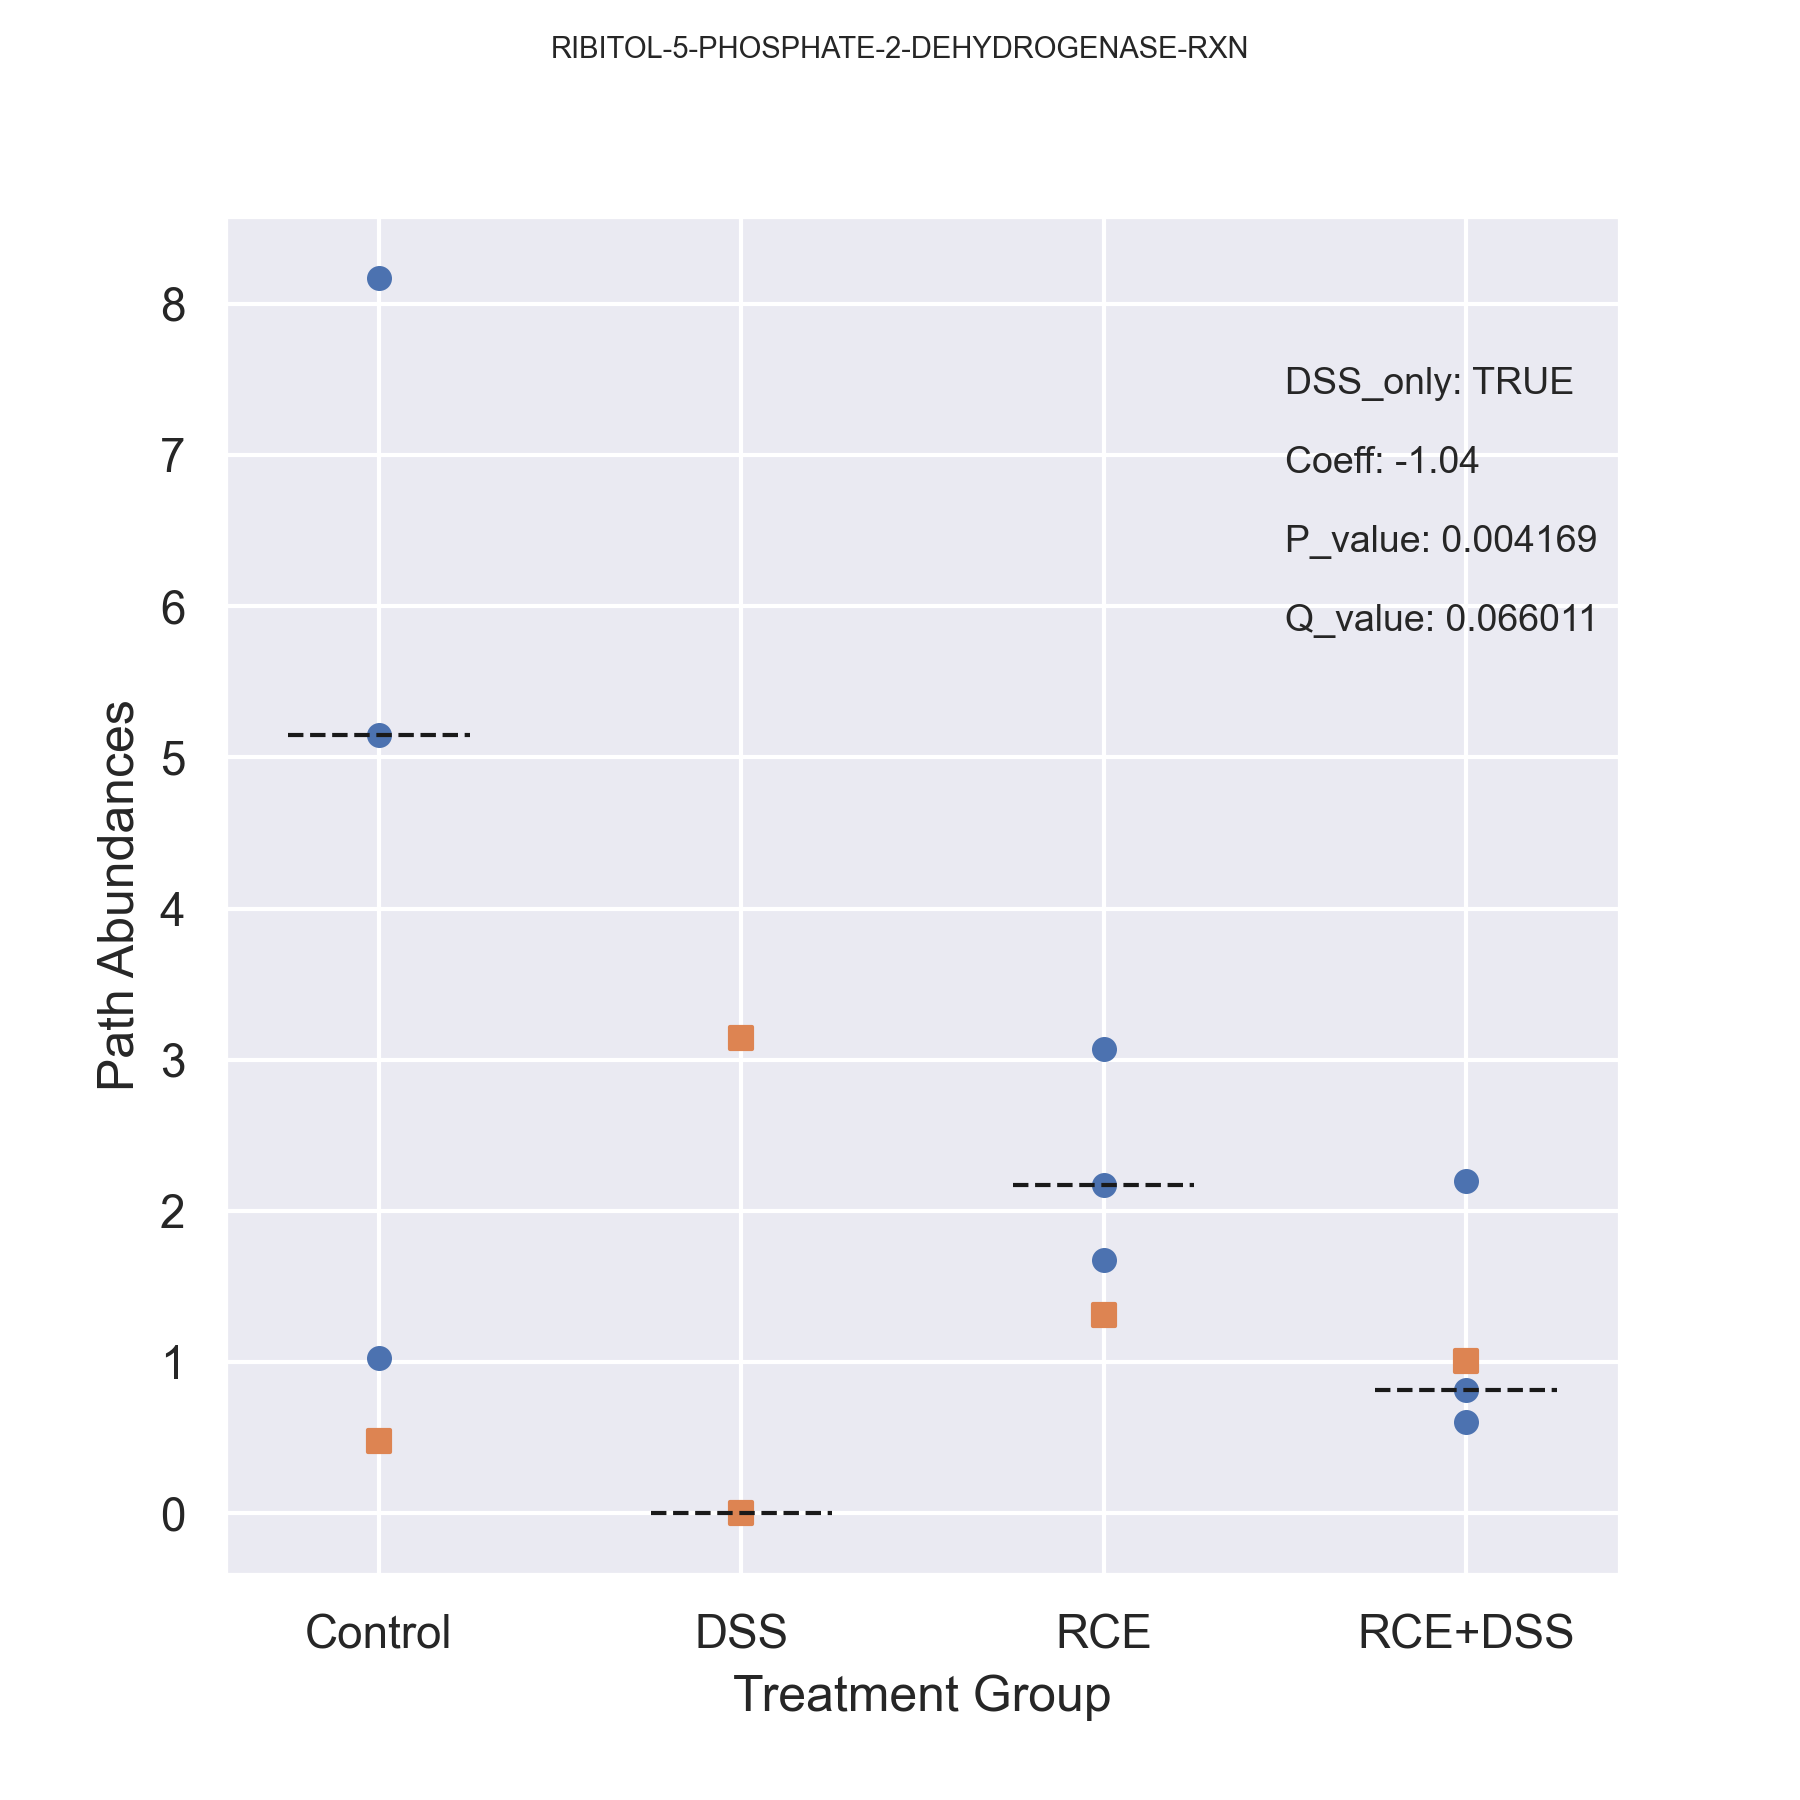 RIBITOL-5-PHOSPHATE-2-DEHYDROGENASE-RXN
8
7
6
5
4
3
2
1
0
Path Abundances
DSS_only: TRUE
Coeff: -1.04
P_value: 0.004169
Q_value: 0.066011
Control DSS RCE RCE+DSS
Treatment Group